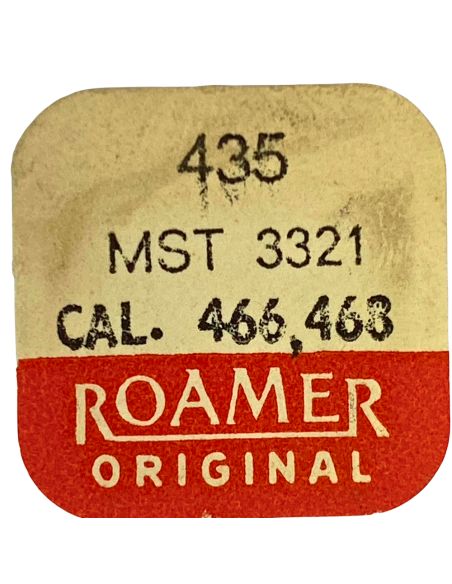 435
MST 3321
CAL. 466,468
ROAMER
ORIGINAL